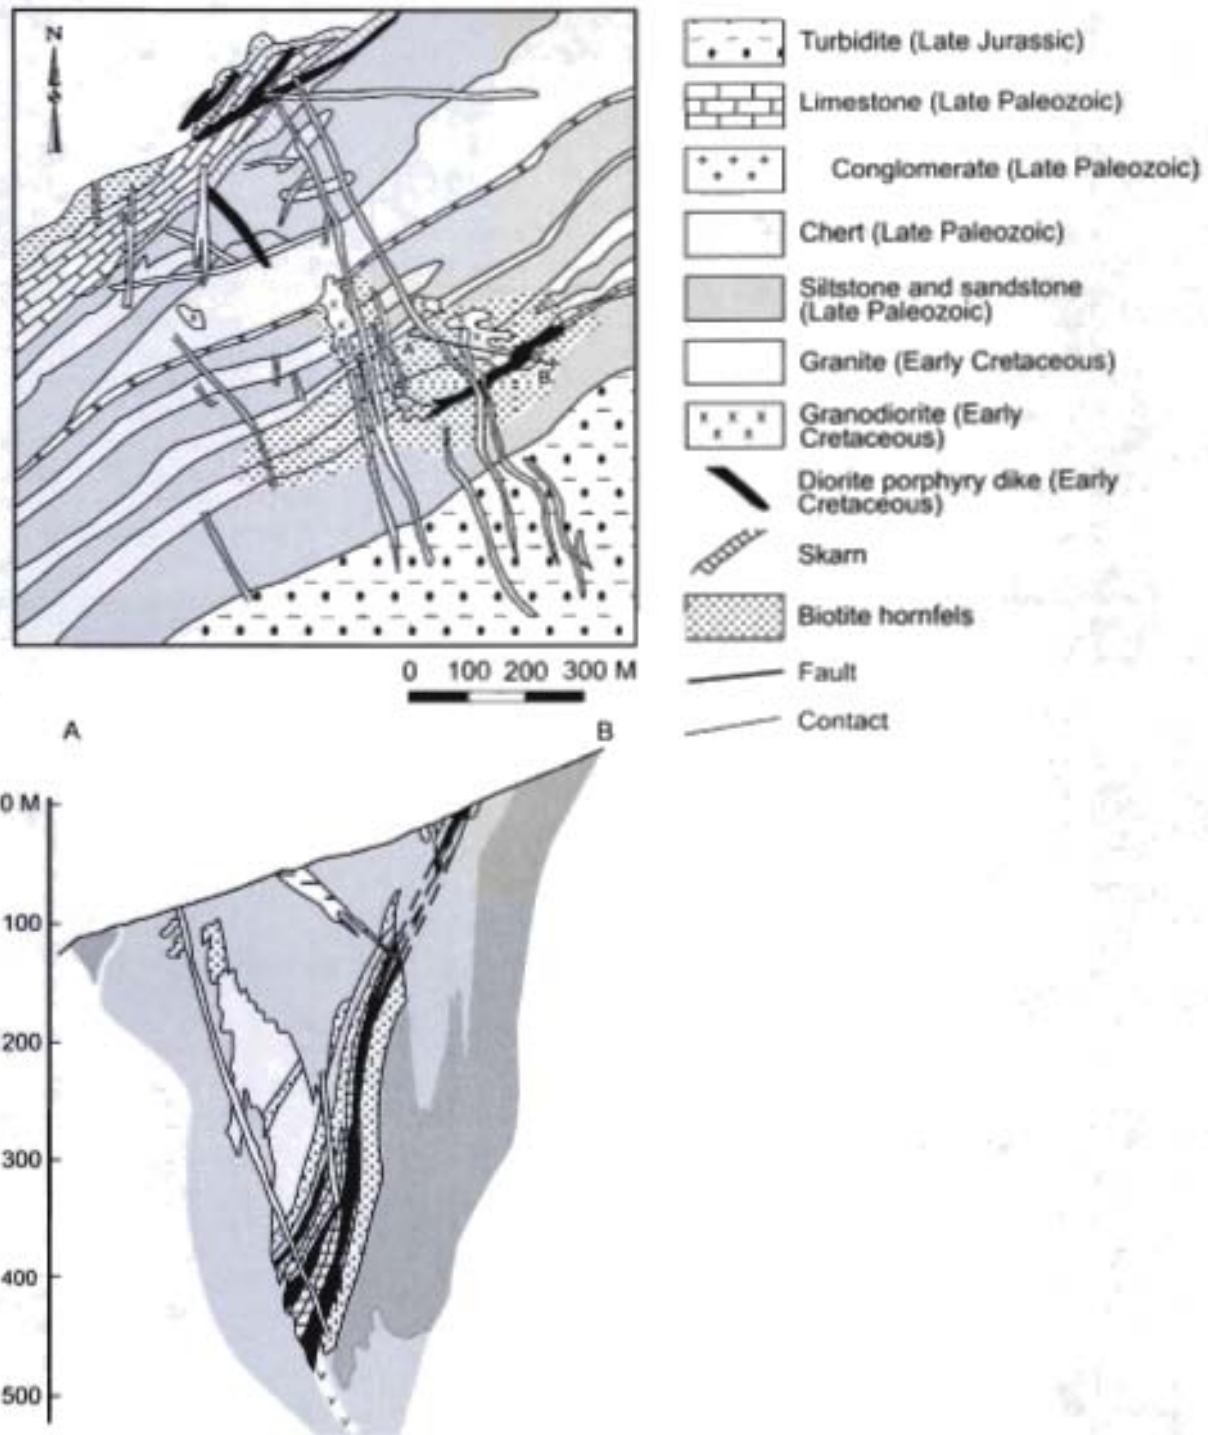 N
S
A
B
Turbidite (Late Jurassic)
Limestone (Late Paleozoic)
Conglomerate (Late Paleozoic)
Chert (Late Paleozoic)
Siltstone and sandstone
(Late Paleozoic)
Granite (Early Cretaceous)
Granodiorite (Early
Cretaceous)
Diorite porphyry dike (Early
Cretaceous)
Skarn
Biotite hornfels
Fault
Contact
0 100 200 300 M
A B
0 M
100
200
300
400
500